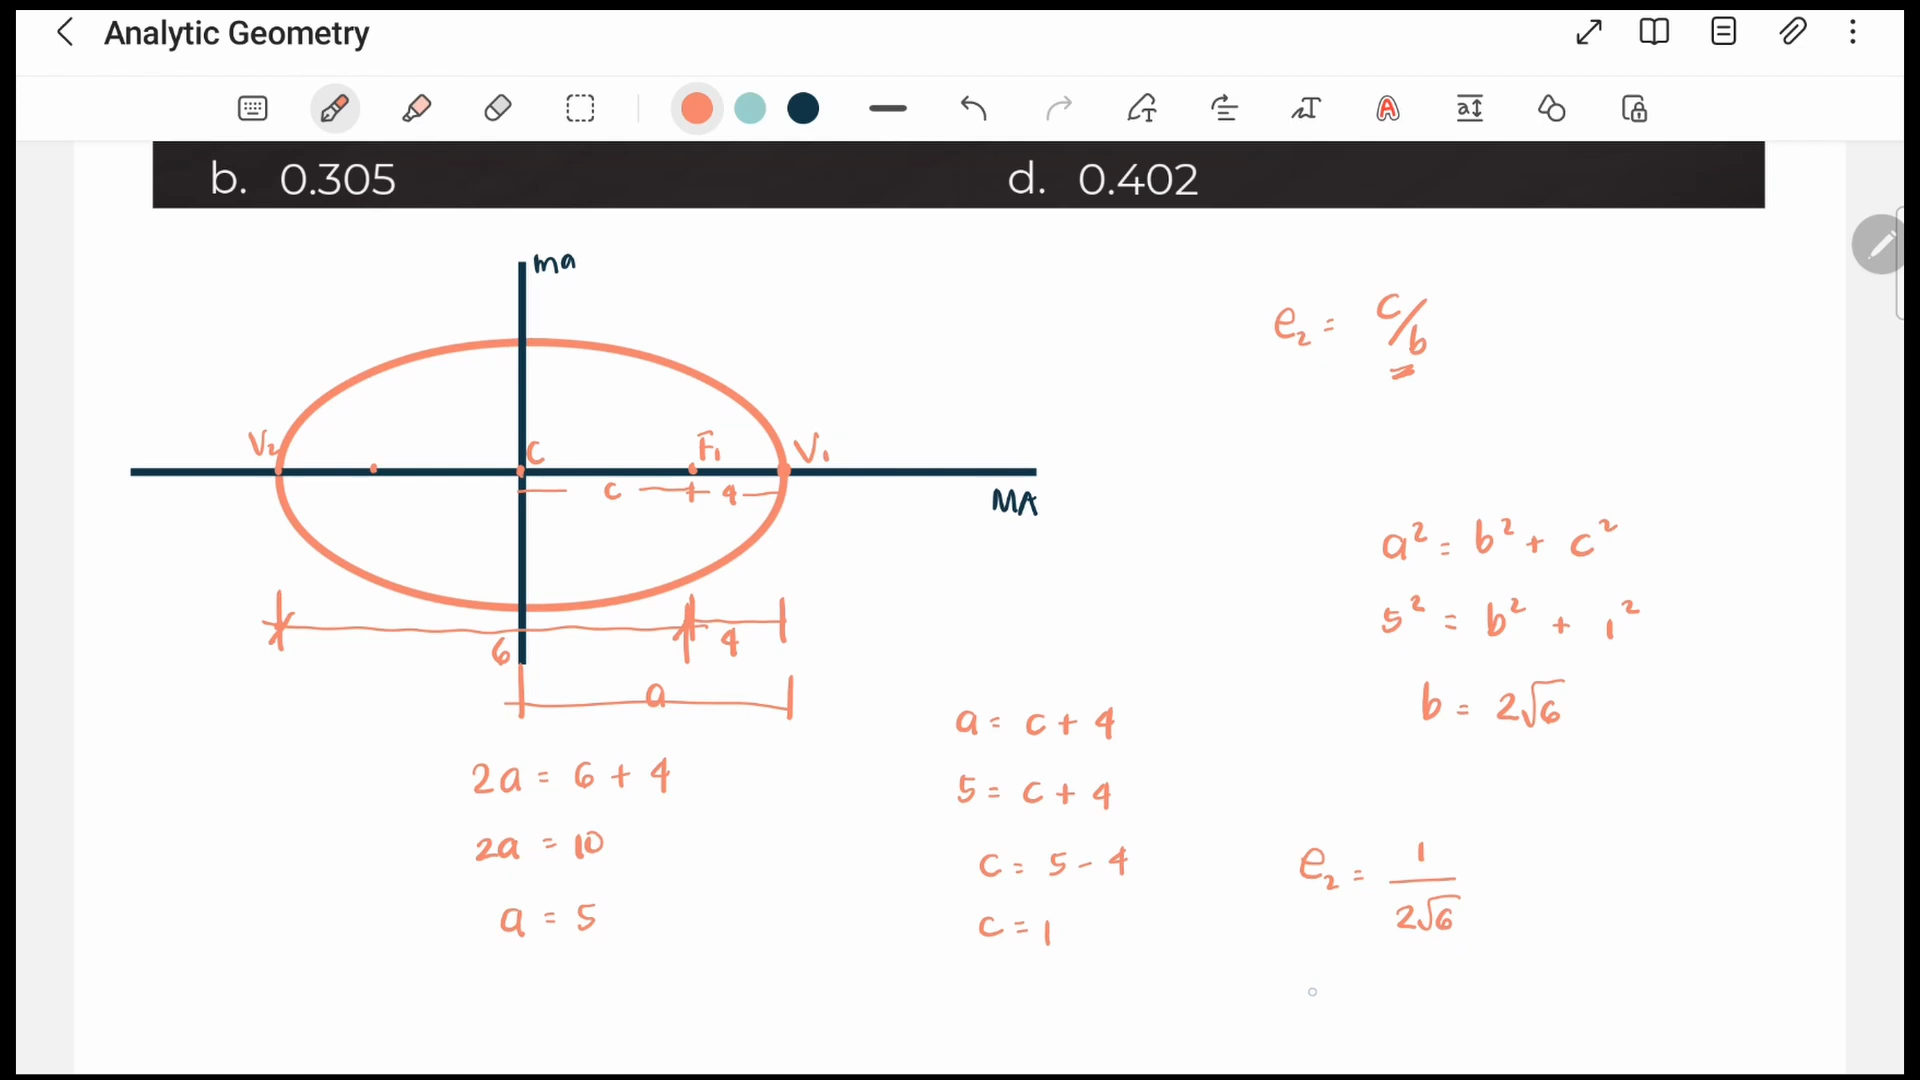 Analytic Geometry
b. 0.305
d. 0.402
ma
V₂
C
F₁
V₁
c
4
MA
6
4
a
e₂ = c/b
a² = b² + c²
5² = b² + 1²
b = 2√6
2a = 6 + 4
2a = 10
a = 5
a = c + 4
5 = c + 4
c = 5 - 4
c = 1
e₂ = 1/2√6